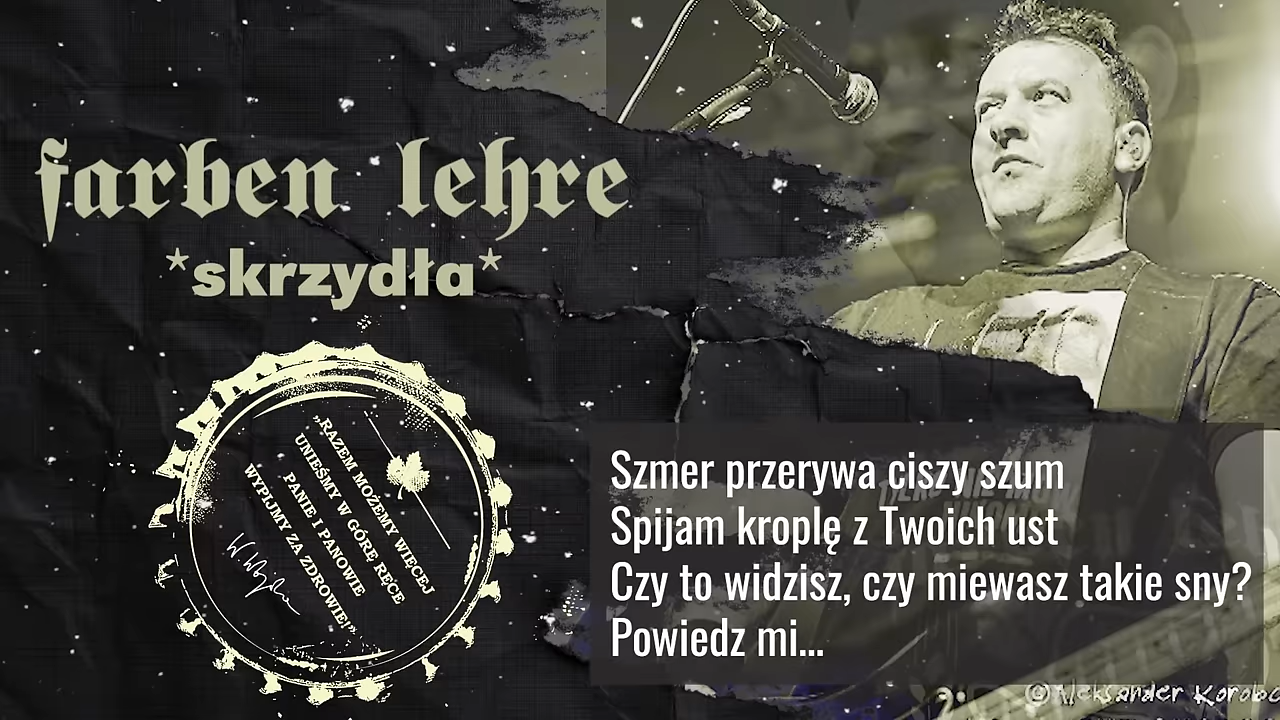 farben lehre
*skrzydła*
„RAZEM MOŻEMY WIĘCEJ
UNIEŚMY W GÓRĘ RĘCE
PANIE I PANOWIE
WYPIJMY ZA ZDROWIE!”
Szmer przerywa ciszy szum
Spijam kroplę z Twoich ust
Czy to widzisz, czy miewasz takie sny?
Powiedz mi...
©Aleksander